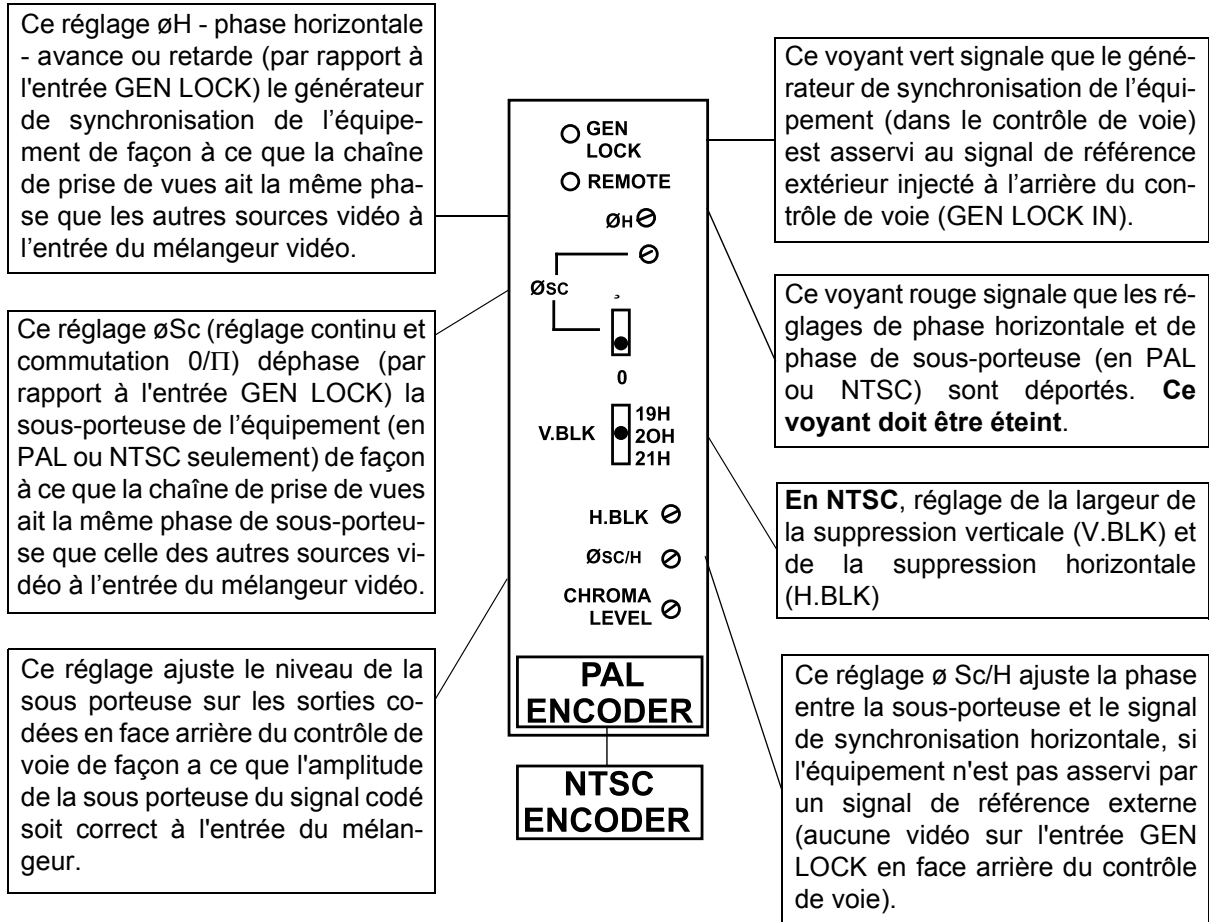 Ce réglage øH - phase horizontale
- avance ou retarde (par rapport à
l'entrée GEN LOCK) le générateur
de synchronisation de l’équipe-
ment de façon à ce que la chaîne
de prise de vues ait la même pha-
se que les autres sources vidéo à
l’entrée du mélangeur vidéo.
Ce réglage øSc (réglage continu et
commutation 0/Π) déphase (par
rapport à l'entrée GEN LOCK) la
sous-porteuse de l’équipement (en
PAL ou NTSC seulement) de façon
à ce que la chaîne de prise de vues
ait la même phase de sous-porteu-
se que celle des autres sources vi-
déo à l’entrée du mélangeur vidéo.
Ce réglage ajuste le niveau de la
sous porteuse sur les sorties co-
dées en face arrière du contrôle de
voie de façon a ce que l'amplitude
de la sous porteuse du signal codé
soit correct à l'entrée du mélan-
geur.
GEN
LOCK
REMOTE
ØH
Øsc
0
V.BLK
19H
2OH
21H
H.BLK
Øsc/H
CHROMA
LEVEL
PAL
ENCODER
NTSC
ENCODER
Ce voyant vert signale que le géné-
rateur de synchronisation de l’équi-
pement (dans le contrôle de voie)
est asservi au signal de référence
extérieur injecté à l’arrière du con-
trôle de voie (GEN LOCK IN).
Ce voyant rouge signale que les ré-
glages de phase horizontale et de
phase de sous-porteuse (en PAL
ou NTSC) sont déportés. Ce
voyant doit être éteint.
En NTSC, réglage de la largeur de
la suppression verticale (V.BLK) et
de la suppression horizontale
(H.BLK)
Ce réglage ø Sc/H ajuste la phase
entre la sous-porteuse et le signal
de synchronisation horizontale, si
l'équipement n'est pas asservi par
un signal de référence externe
(aucune vidéo sur l'entrée GEN
LOCK en face arrière du contrôle
de voie).